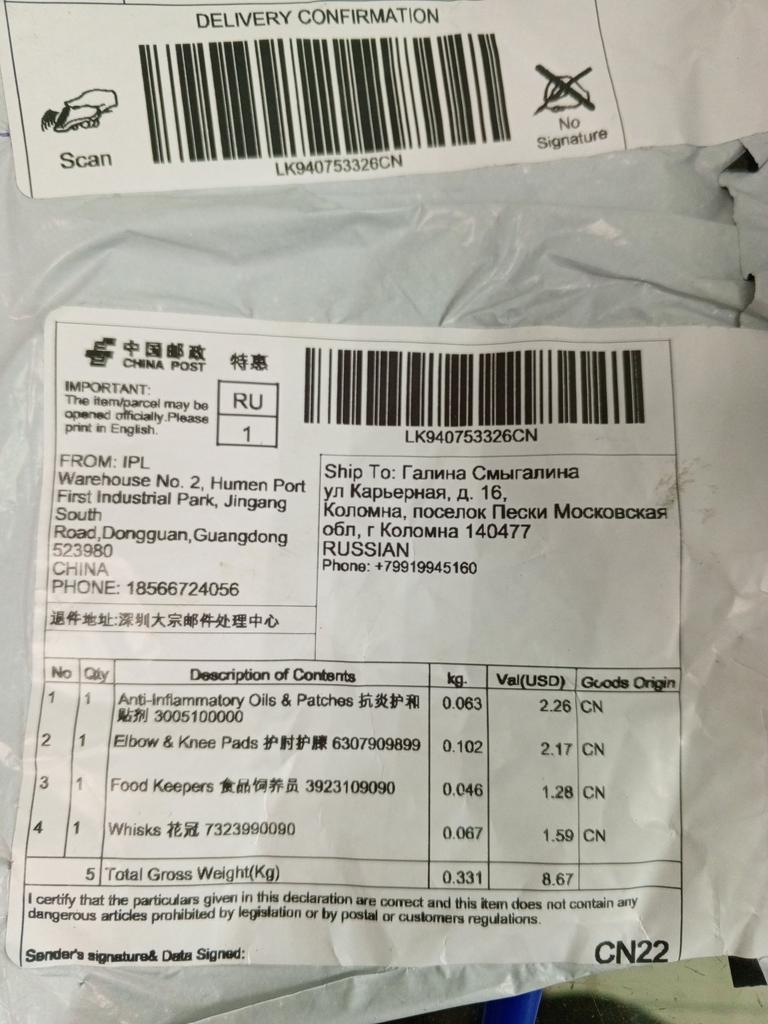 DELIVERY CONFIRMATION
Scan
LK940753326CN
No
Signature
中国邮政
CHINA POST
特惠
IMPORTANT:
The item/parcel may be
opened officially.Please
print in English.
RU
1
LK940753326CN
FROM: IPL
Warehouse No. 2, Humen Port
First Industrial Park, Jingang
South
Road,Dongguan,Guangdong
523980
CHINA
PHONE: 18566724056
退件地址:深圳大宗邮件处理中心
Ship To: Галина Смыгалина
ул Карьерная, д. 16,
Коломна, поселок Пески Московская
обл, г Коломна 140477
RUSSIAN
Phone: +79919945160
No Qty Description of Contents kg. Val(USD) Goods Origin
1 1 Anti-Inflammatory Oils & Patches 抗炎护和 0.063 2.26 CN
贴剂 3005100000
2 1 Elbow & Knee Pads 护肘护膝 6307909899 0.102 2.17 CN
3 1 Food Keepers 食品饲养员 3923109090 0.046 1.28 CN
4 1 Whisks 花冠 7323990090 0.067 1.59 CN
5 Total Gross Weight(Kg) 0.331 8.67
I certify that the particulars given in this declaration are correct and this item does not contain any
dangerous articles prohibited by legislation or by postal or customers regulations.
Sender's signature& Data Signed:
CN22